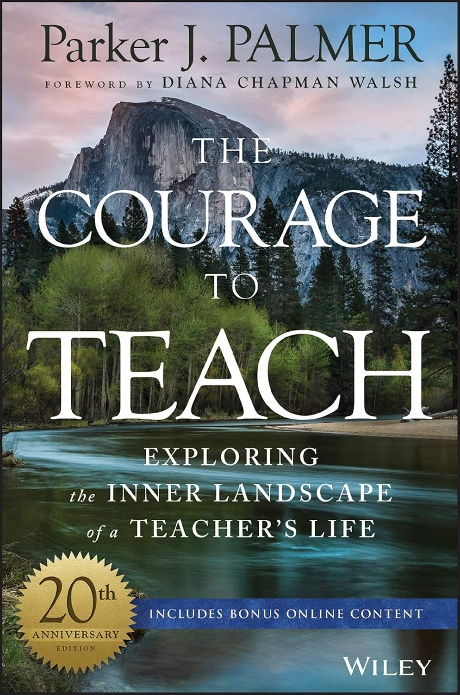 Parker J. PALMER
FOREWORD BY DIANA CHAPMAN WALSH
THE
COURAGE
TO
TEACH
EXPLORING
the INNER LANDSCAPE
of a TEACHER'S LIFE
20th
ANNIVERSARY
EDITION
INCLUDES BONUS ONLINE CONTENT
WILEY